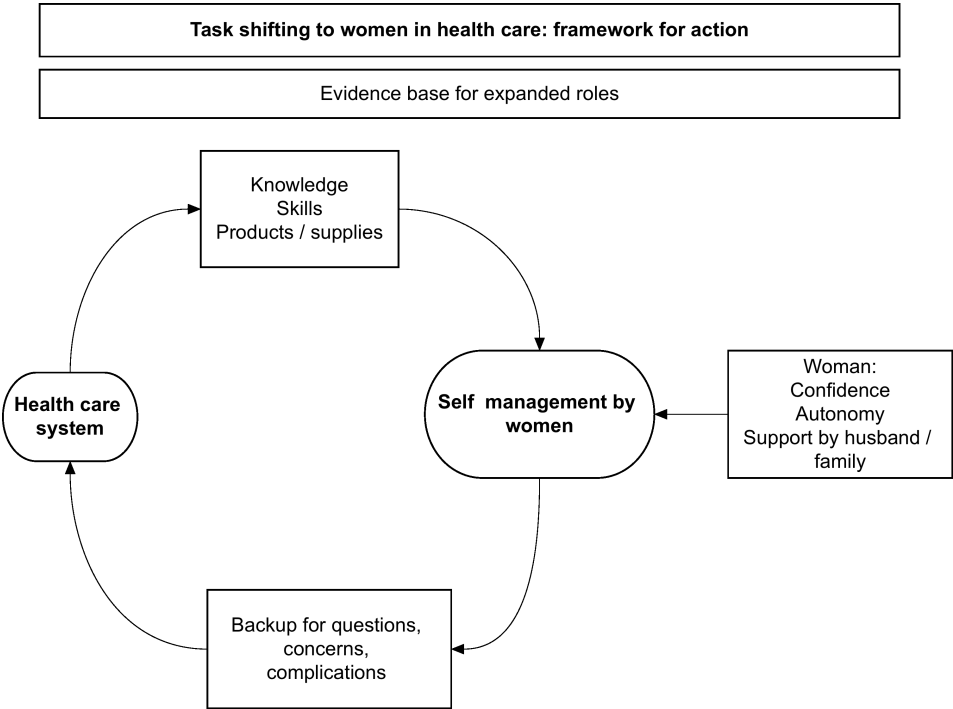 Task shifting to women in health care: framework for action
Evidence base for expanded roles
Knowledge
Skills
Products / supplies
Health care
system
Self  management by
women
Woman:
Confidence
Autonomy
Support by husband /
family
Backup for questions,
concerns,
complications